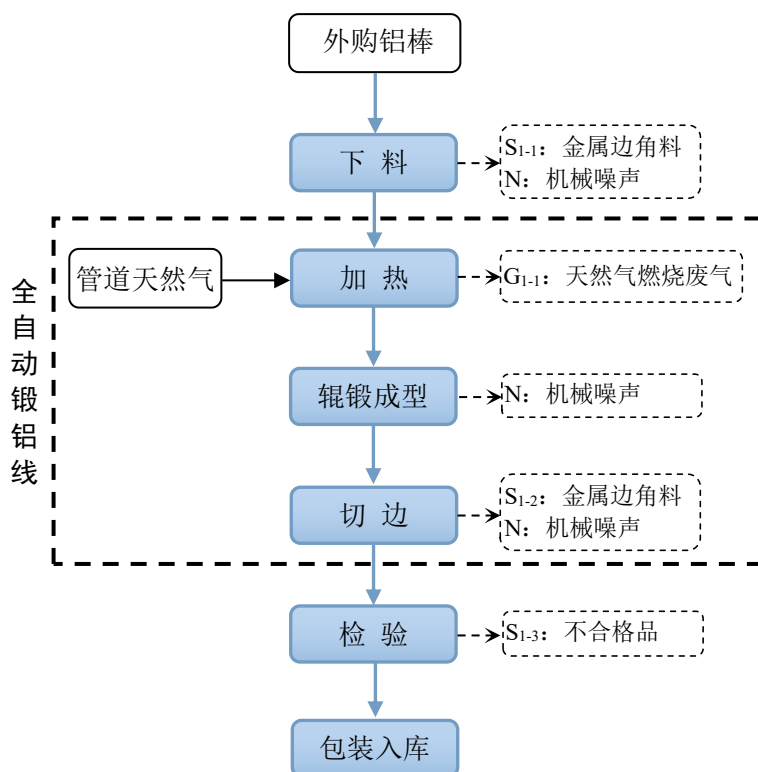 外购铝棒
下 料
S1-1：金属边角料
N：机械噪声
全自动锻铝线
管道天然气
加 热
G1-1：天然气燃烧废气
辊锻成型
N：机械噪声
切 边
S1-2：金属边角料
N：机械噪声
检 验
S1-3：不合格品
包装入库